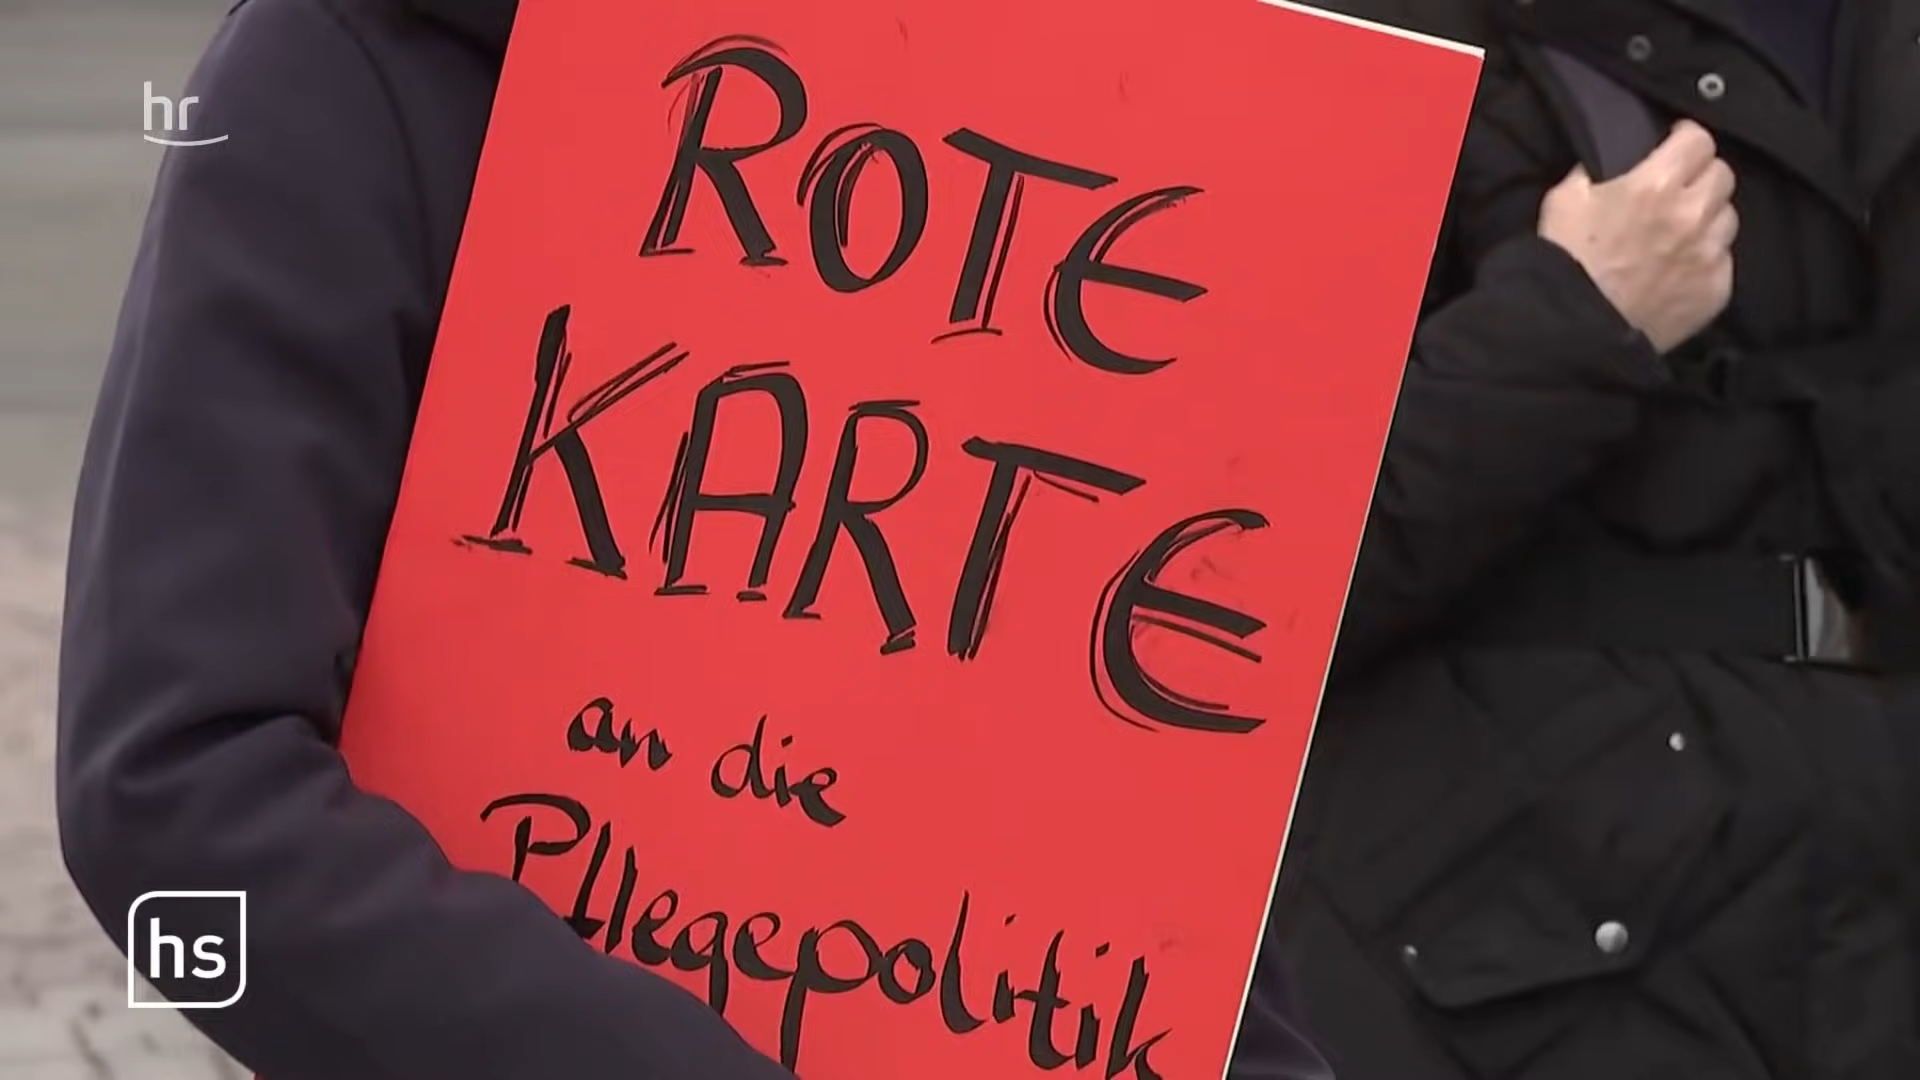 hr
ROTE
KARTE
an die
Pflegepolitik
hs